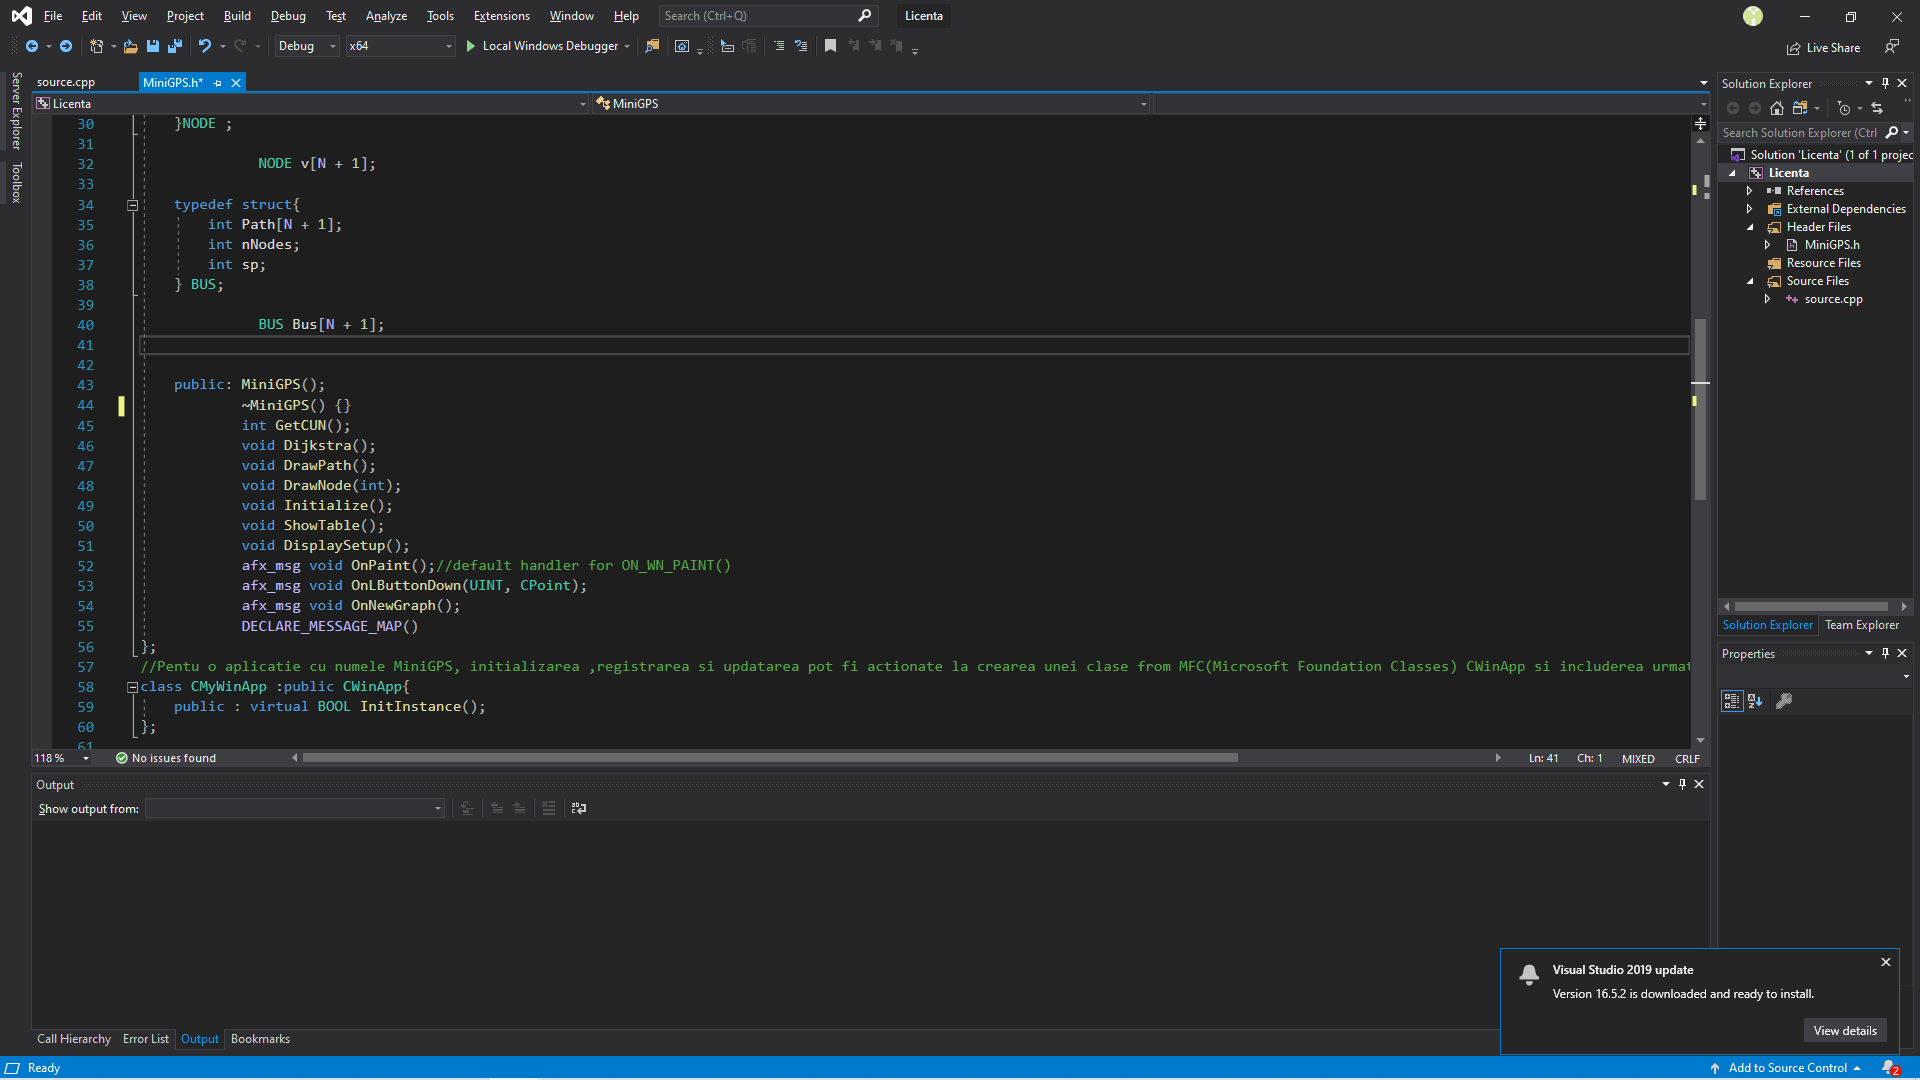 File Edit View Project Build Debug Test Analyze Tools Extensions Window Help Search (Ctrl+Q) Licenta
Debug x64 Local Windows Debugger Live Share
Server Explorer
Toolbox
source.cpp MiniGPS.h*
Licenta MiniGPS
30 }NODE ;
31
32 NODE v[N + 1];
33
34 typedef struct{
35 int Path[N + 1];
36 int nNodes;
37 int sp;
38 } BUS;
39
40 BUS Bus[N + 1];
41
42
43 public: MiniGPS();
44 ~MiniGPS() {}
45 int GetCUN();
46 void Dijkstra();
47 void DrawPath();
48 void DrawNode(int);
49 void Initialize();
50 void ShowTable();
51 void DisplaySetup();
52 afx_msg void OnPaint();//default handler for ON_WN_PAINT()
53 afx_msg void OnLButtonDown(UINT, CPoint);
54 afx_msg void OnNewGraph();
55 DECLARE_MESSAGE_MAP()
56 };
57 //Pentu o aplicatie cu numele MiniGPS, initializarea ,registrarea si updatarea pot fi actionate la crearea unei clase from MFC(Microsoft Foundation Classes) CWinApp si includerea urmat
58 class CMyWinApp :public CWinApp{
59 public : virtual BOOL InitInstance();
60 };
61
118 % No issues found Ln: 41 Ch: 1 MIXED CRLF
Output
Show output from:
Call Hierarchy Error List Output Bookmarks
Solution Explorer
Search Solution Explorer (Ctrl
Solution 'Licenta' (1 of 1 projec
Licenta
References
External Dependencies
Header Files
MiniGPS.h
Resource Files
Source Files
source.cpp
Solution Explorer Team Explorer
Properties
Visual Studio 2019 update
Version 16.5.2 is downloaded and ready to install.
View details
Ready Add to Source Control 2